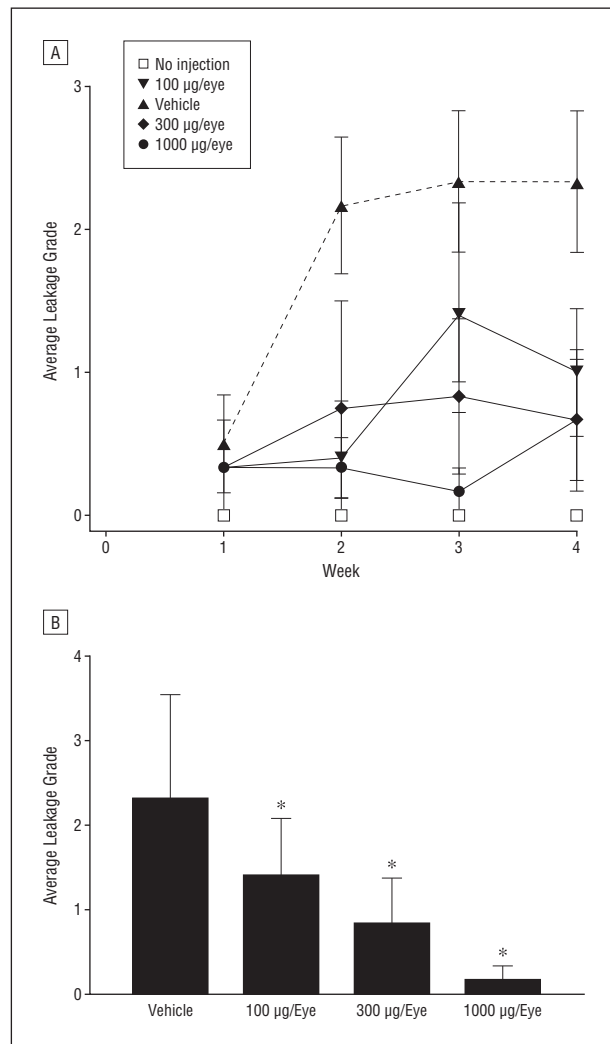 A
No injection
100 µg/eye
Vehicle
300 µg/eye
1000 µg/eye
3
2
1
0
Average Leakage Grade
0 1 2 3 4
Week
B
4
3
2
1
0
Average Leakage Grade
*
*
*
Vehicle 100 µg/Eye 300 µg/Eye 1000 µg/Eye